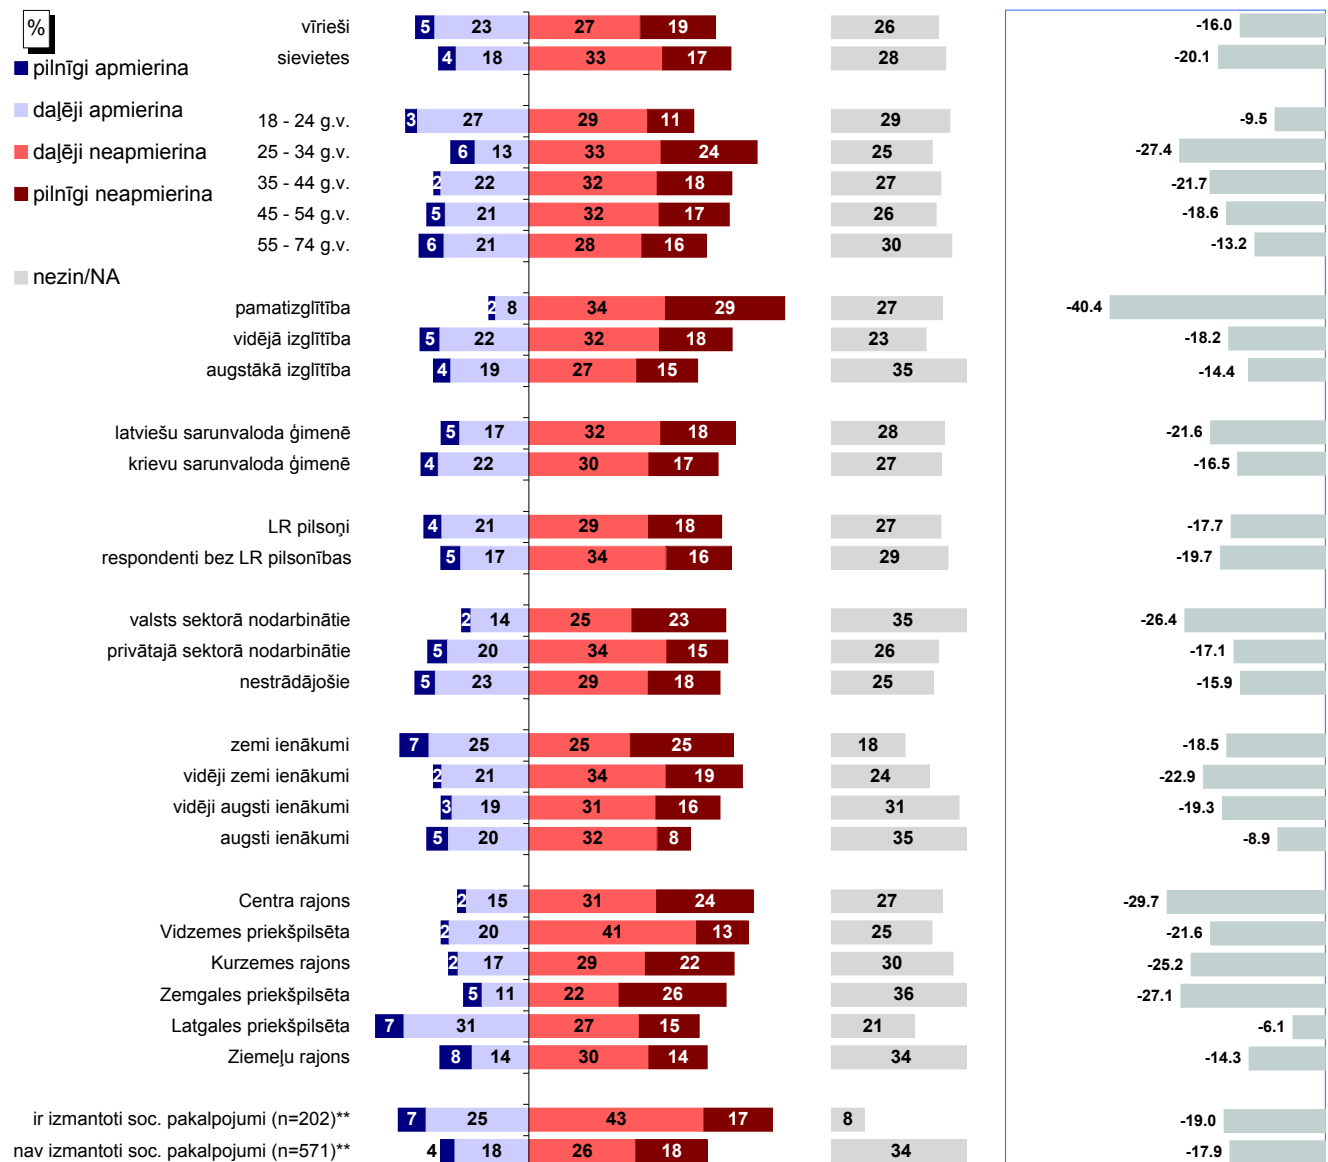 %
pilnīgi apmierina
daļēji apmierina
daļēji neapmierina
pilnīgi neapmierina
nezin/NA
vīrieši 5 23 27 19 26 -16.0
sievietes 4 18 33 17 28 -20.1
18 - 24 g.v. 3 27 29 11 29 -9.5
25 - 34 g.v. 6 13 33 24 25 -27.4
35 - 44 g.v. 2 22 32 18 27 -21.7
45 - 54 g.v. 5 21 32 17 26 -18.6
55 - 74 g.v. 6 21 28 16 30 -13.2
pamatizglītība 2 8 34 29 27 -40.4
vidējā izglītība 5 22 32 18 23 -18.2
augstākā izglītība 4 19 27 15 35 -14.4
latviešu sarunvaloda ģimenē 5 17 32 18 28 -21.6
krievu sarunvaloda ģimenē 4 22 30 17 27 -16.5
LR pilsoņi 4 21 29 18 27 -17.7
respondenti bez LR pilsonības 5 17 34 16 29 -19.7
valsts sektorā nodarbinātie 2 14 25 23 35 -26.4
privātajā sektorā nodarbinātie 5 20 34 15 26 -17.1
nestrādājošie 5 23 29 18 25 -15.9
zemi ienākumi 7 25 25 25 18 -18.5
vidēji zemi ienākumi 2 21 34 19 24 -22.9
vidēji augsti ienākumi 3 19 31 16 31 -19.3
augsti ienākumi 5 20 32 8 35 -8.9
Centra rajons 2 15 31 24 27 -29.7
Vidzemes priekšpilsēta 2 20 41 13 25 -21.6
Kurzemes rajons 2 17 29 22 30 -25.2
Zemgales priekšpilsēta 5 11 22 26 36 -27.1
Latgales priekšpilsēta 7 31 27 15 21 -6.1
Ziemeļu rajons 8 14 30 14 34 -14.3
ir izmantoti soc. pakalpojumi (n=202)** 7 25 43 17 8 -19.0
nav izmantoti soc. pakalpojumi (n=571)** 4 18 26 18 34 -17.9